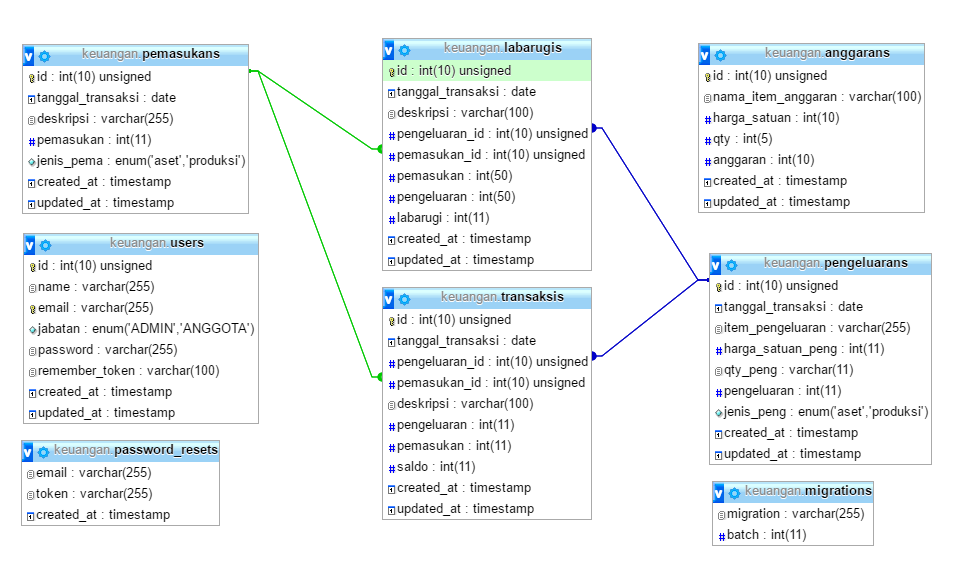 keuangan.pemasukans
id : int(10) unsigned
tanggal_transaksi : date
deskripsi : varchar(255)
pemasukan : int(11)
jenis_pema : enum('aset','produksi')
created_at : timestamp
updated_at : timestamp
keuangan.users
id : int(10) unsigned
name : varchar(255)
email : varchar(255)
jabatan : enum('ADMIN','ANGGOTA')
password : varchar(255)
remember_token : varchar(100)
created_at : timestamp
updated_at : timestamp
keuangan.password_resets
email : varchar(255)
token : varchar(255)
created_at : timestamp
keuangan.labarugis
id : int(10) unsigned
tanggal_transaksi : date
deskripsi : varchar(100)
pengeluaran_id : int(10) unsigned
pemasukan_id : int(10) unsigned
pemasukan : int(50)
pengeluaran : int(50)
labarugi : int(11)
created_at : timestamp
updated_at : timestamp
keuangan.transaksis
id : int(10) unsigned
tanggal_transaksi : date
pengeluaran_id : int(10) unsigned
pemasukan_id : int(10) unsigned
deskripsi : varchar(100)
pengeluaran : int(11)
pemasukan : int(11)
saldo : int(11)
created_at : timestamp
updated_at : timestamp
keuangan.anggarans
id : int(10) unsigned
nama_item_anggaran : varchar(100)
harga_satuan : int(10)
qty : int(5)
anggaran : int(10)
created_at : timestamp
updated_at : timestamp
keuangan.pengeluarans
id : int(10) unsigned
tanggal_transaksi : date
item_pengeluaran : varchar(255)
harga_satuan_peng : int(11)
qty_peng : varchar(11)
pengeluaran : int(11)
jenis_peng : enum('aset','produksi')
created_at : timestamp
updated_at : timestamp
keuangan.migrations
migration : varchar(255)
batch : int(11)